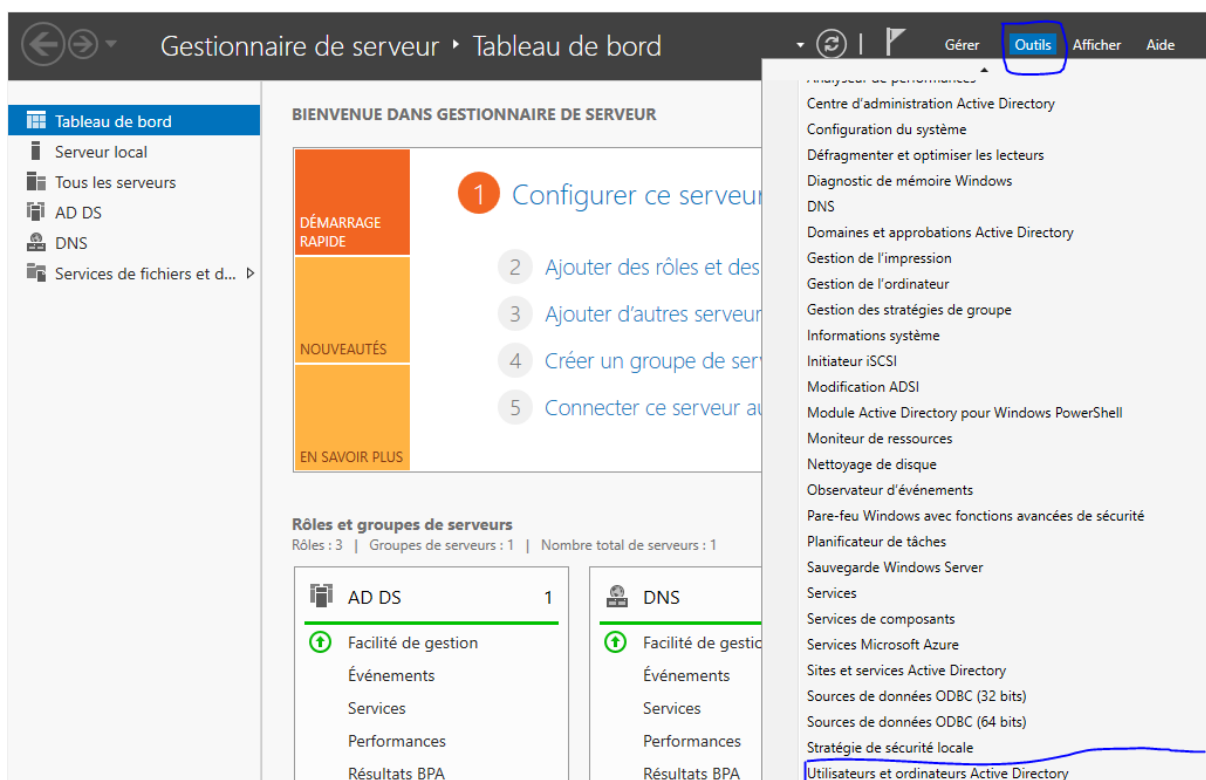 Gestionnaire de serveur ‣ Tableau de bord
Gérer Outils Afficher Aide
Tableau de bord
Serveur local
Tous les serveurs
AD DS
DNS
Services de fichiers et d...
BIENVENUE DANS GESTIONNAIRE DE SERVEUR
DÉMARRAGE
RAPIDE
NOUVEAUTÉS
EN SAVOIR PLUS
1 Configurer ce serveur
2 Ajouter des rôles et des
3 Ajouter d'autres serveur
4 Créer un groupe de ser
5 Connecter ce serveur au
Rôles et groupes de serveurs
Rôles : 3 | Groupes de serveurs : 1 | Nombre total de serveurs : 1
AD DS 1
Facilité de gestion
Événements
Services
Performances
Résultats BPA
DNS
Facilité de gestio
Événements
Services
Performances
Résultats BPA
Analyseur de performances
Centre d'administration Active Directory
Configuration du système
Défragmenter et optimiser les lecteurs
Diagnostic de mémoire Windows
DNS
Domaines et approbations Active Directory
Gestion de l'impression
Gestion de l'ordinateur
Gestion des stratégies de groupe
Informations système
Initiateur iSCSI
Modification ADSI
Module Active Directory pour Windows PowerShell
Moniteur de ressources
Nettoyage de disque
Observateur d'événements
Pare-feu Windows avec fonctions avancées de sécurité
Planificateur de tâches
Sauvegarde Windows Server
Services
Services de composants
Services Microsoft Azure
Sites et services Active Directory
Sources de données ODBC (32 bits)
Sources de données ODBC (64 bits)
Stratégie de sécurité locale
Utilisateurs et ordinateurs Active Directory